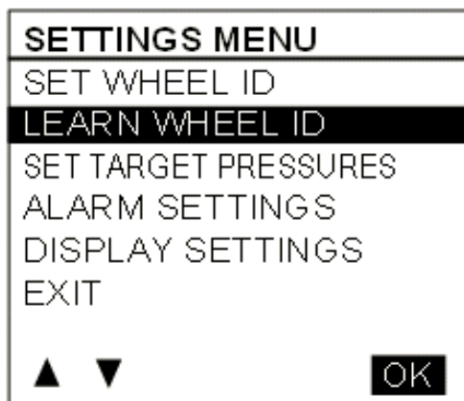 SETTINGS MENU
SET WHEEL ID
LEARN WHEEL ID
SET TARGET PRESSURES
ALARM SETTINGS
DISPLAY SETTINGS
EXIT
▲ ▼ OK